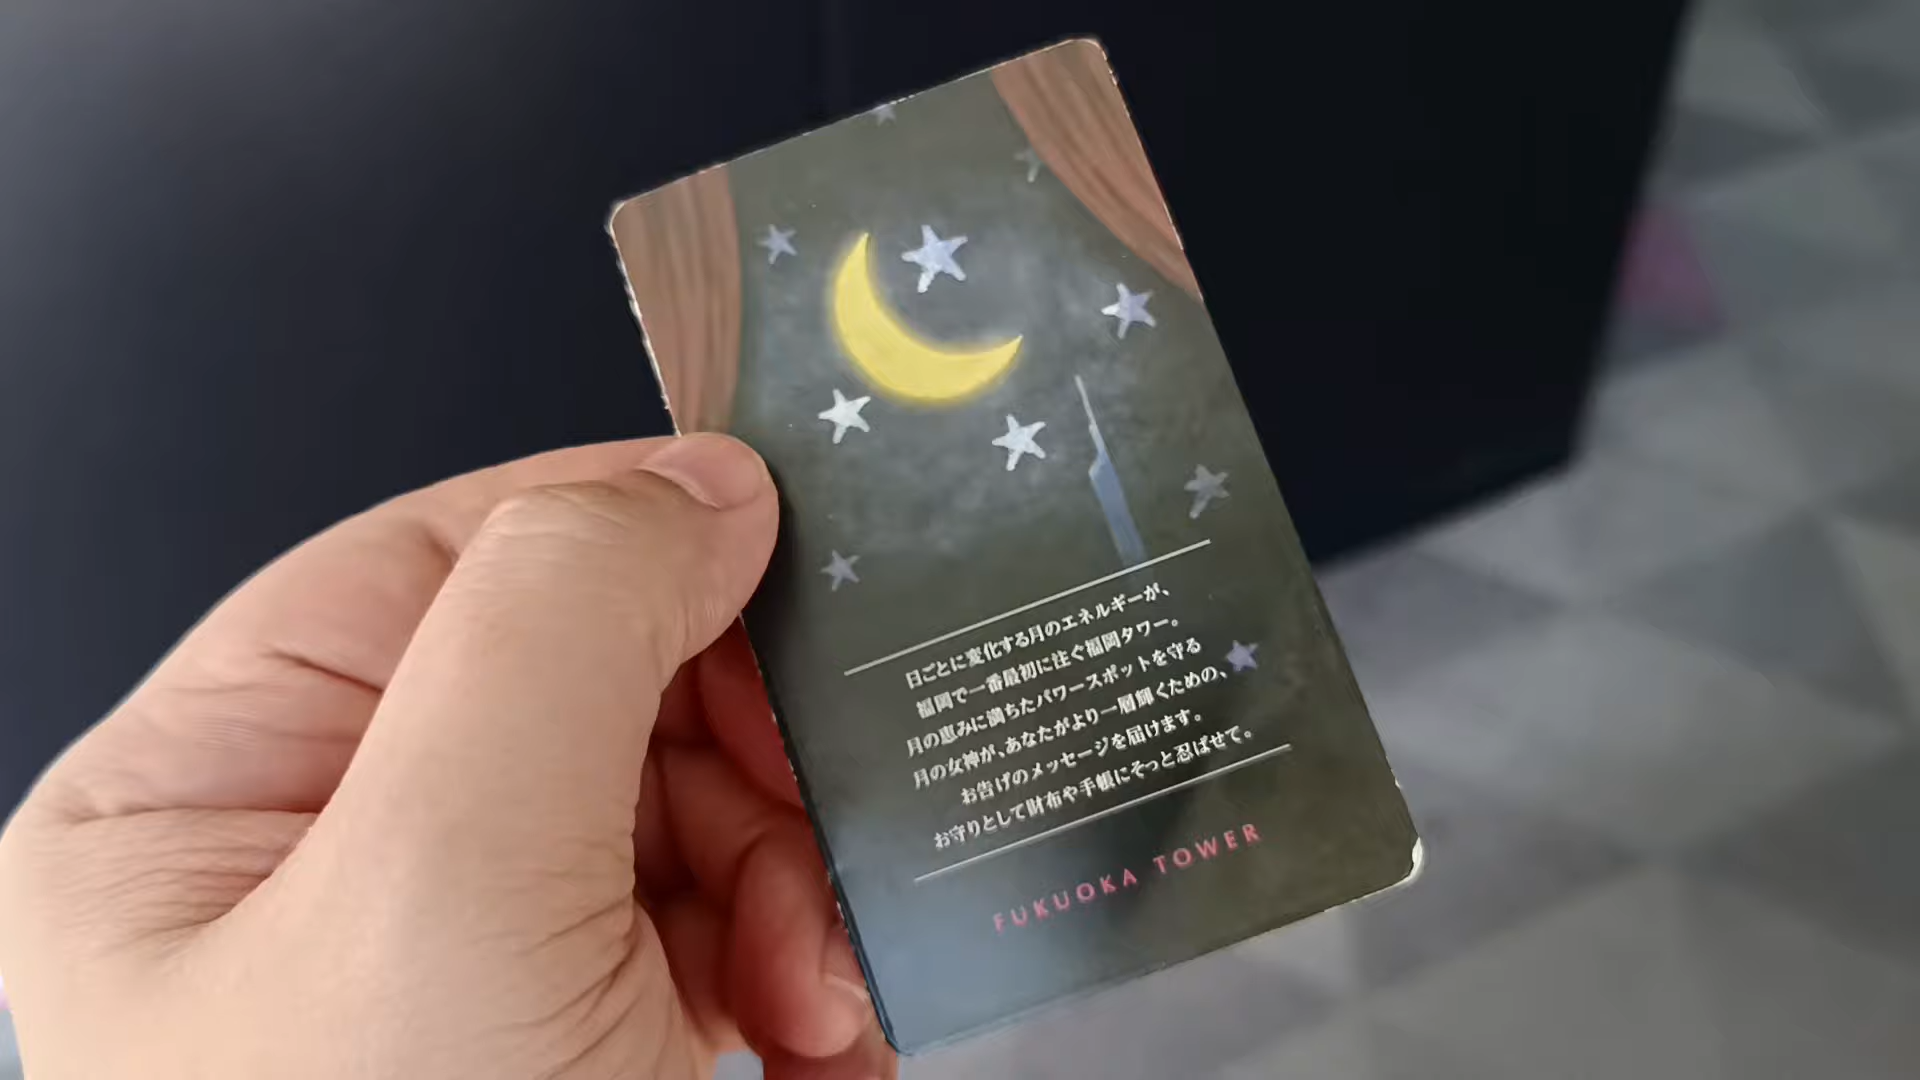 日ごとに変化する月のエネルギーが、
福岡で一番最初に注ぐ福岡タワー。
月の恵みに満ちたパワースポットを守る
月の女神が、あなたがより一層輝くための、
お告げのメッセージを届けます。
お守りとして財布や手帳にそっと忍ばせて。
FUKUOKA TOWER